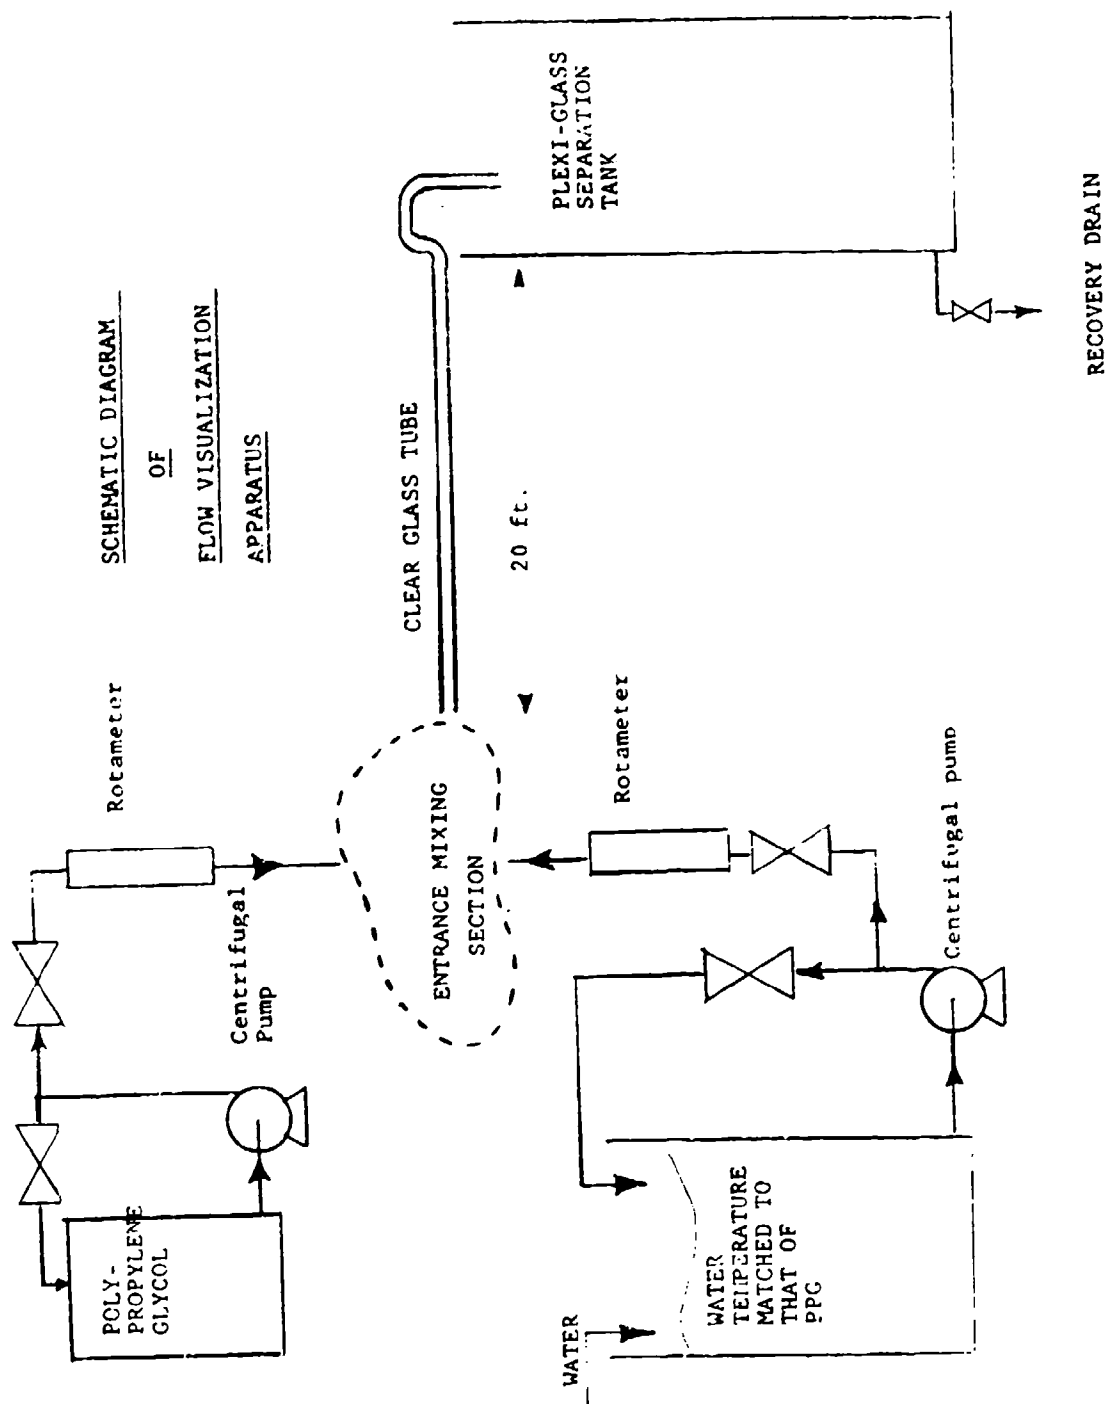 SCHEMATIC DIAGRAM
OF
FLOW VISUALIZATION
APPARATUS
POLY-
PROPYLENE
GLYCOL
Centrifugal
Pump
Rotameter
ENTRANCE MIXING
SECTION
CLEAR GLASS TUBE
20 ft.
PLEXI-GLASS
SEPARATION
TANK
WATER
WATER
TEMPERATURE
MATCHED TO
THAT OF
PPG
Centrifugal pump
Rotameter
RECOVERY DRAIN